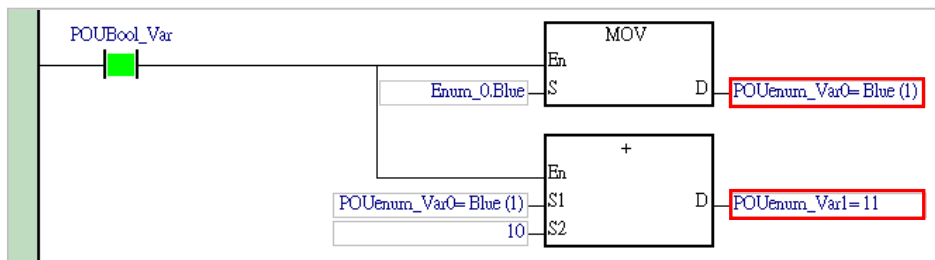 POUBool_Var
MOV
En
Enum_0.Blue S D POUenum_Var0= Blue (1)
+
En
POUenum_Var0= Blue (1) S1 D POUenum_Var1= 11
10 S2